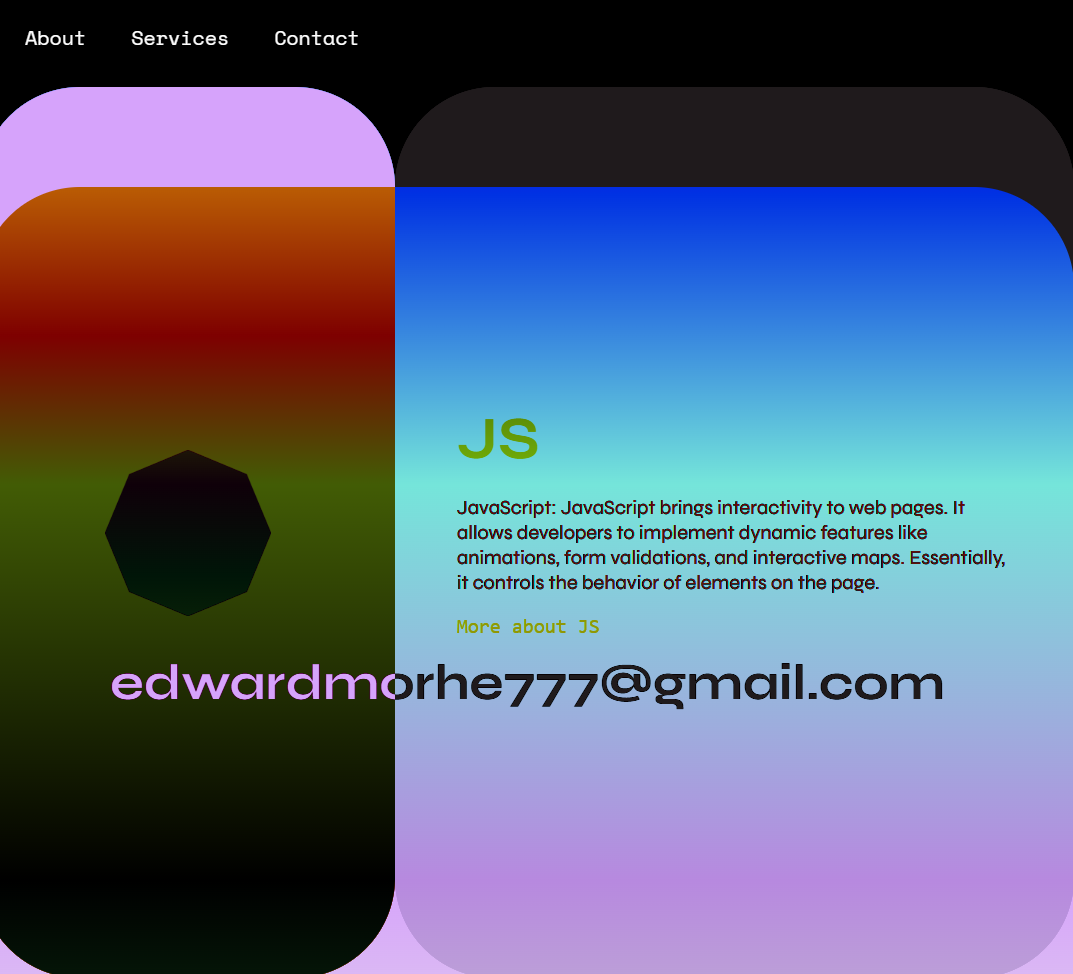 About Services Contact
JS
JavaScript: JavaScript brings interactivity to web pages. It
allows developers to implement dynamic features like
animations, form validations, and interactive maps. Essentially,
it controls the behavior of elements on the page.
More about JS
edwardmorhe777@gmail.com